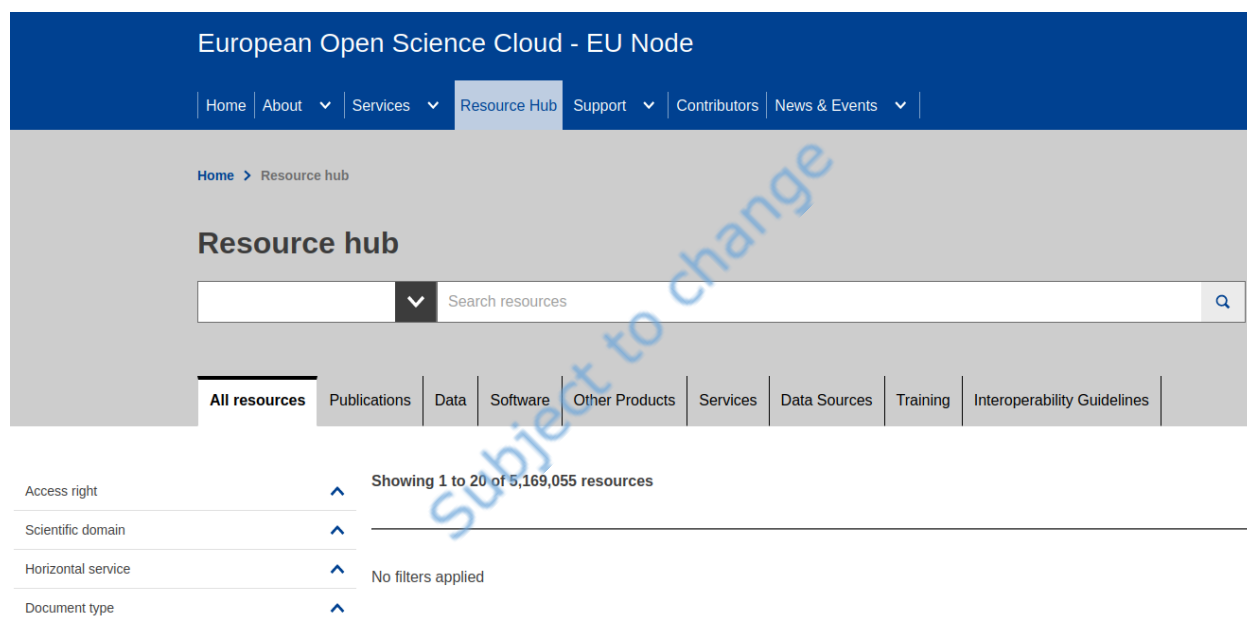 European Open Science Cloud - EU Node
Home About Services Resource Hub Support Contributors News & Events
Home > Resource hub
Resource hub
Search resources
All resources Publications Data Software Other Products Services Data Sources Training Interoperability Guidelines
Showing 1 to 20 of 5,169,055 resources
Access right
Scientific domain
Horizontal service
No filters applied
Document type
Subject to change